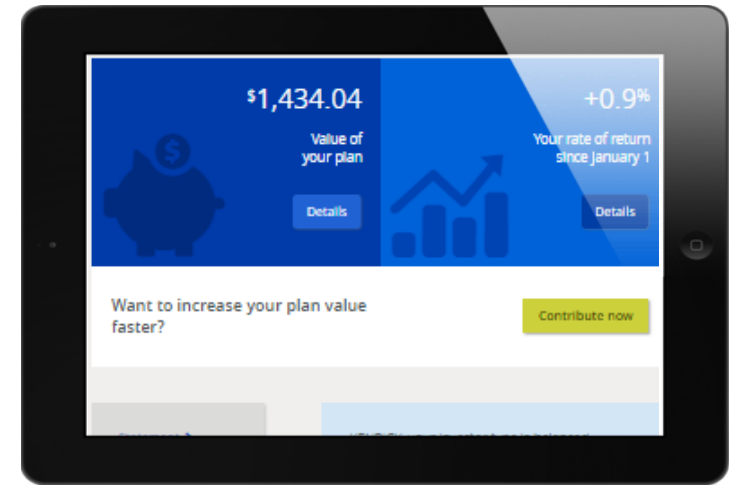 $1,434.04
Value of
your plan
Details
+0.9%
Your rate of return
since January 1
Details
Want to increase your plan value
faster?
Contribute now
Statement